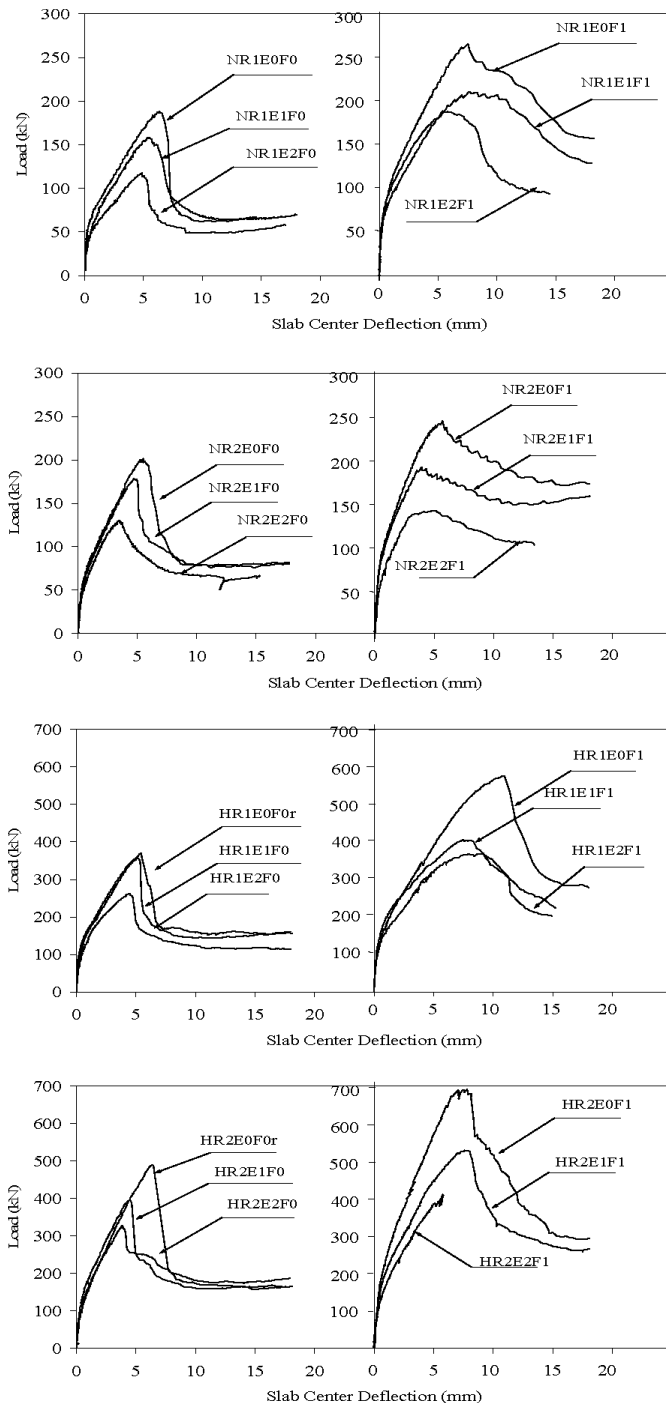 300
250
200
150
100
50
0
Load (kN)
NR1E0F0
NR1E1F0
NR1E2F0
0 5 10 15 20
300
250
200
150
100
50
0
NR1E0F1
NR1E1F1
NR1E2F1
0 5 10 15 20
Slab Center Deflection (mm)
300
250
200
150
100
50
0
Load (kN)
NR2E0F0
NR2E1F0
NR2E2F0
0 5 10 15 20
300
250
200
150
100
50
NR2E0F1
NR2E1F1
NR2E2F1
0 5 10 15 20
Slab Center Deflection (mm)
700
600
500
400
300
200
100
0
Load (kN)
HR1E0F0r
HR1E1F0
HR1E2F0
0 5 10 15 20
700
600
500
400
300
200
100
HR1E0F1
HR1E1F1
HR1E2F1
0 5 10 15 20
Slab Center Deflection (mm)
700
600
500
400
300
200
100
0
Load (kN)
HR2E0F0r
HR2E1F0
HR2E2F0
0 5 10 15 20
700
600
500
400
300
200
100
HR2E0F1
HR2E1F1
HR2E2F1
0 5 10 15 20
Slab Center Deflection (mm)